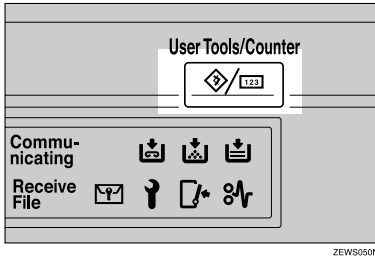 User Tools/Counter
123
Commu-
nicating
Receive
File
ZEWS050N